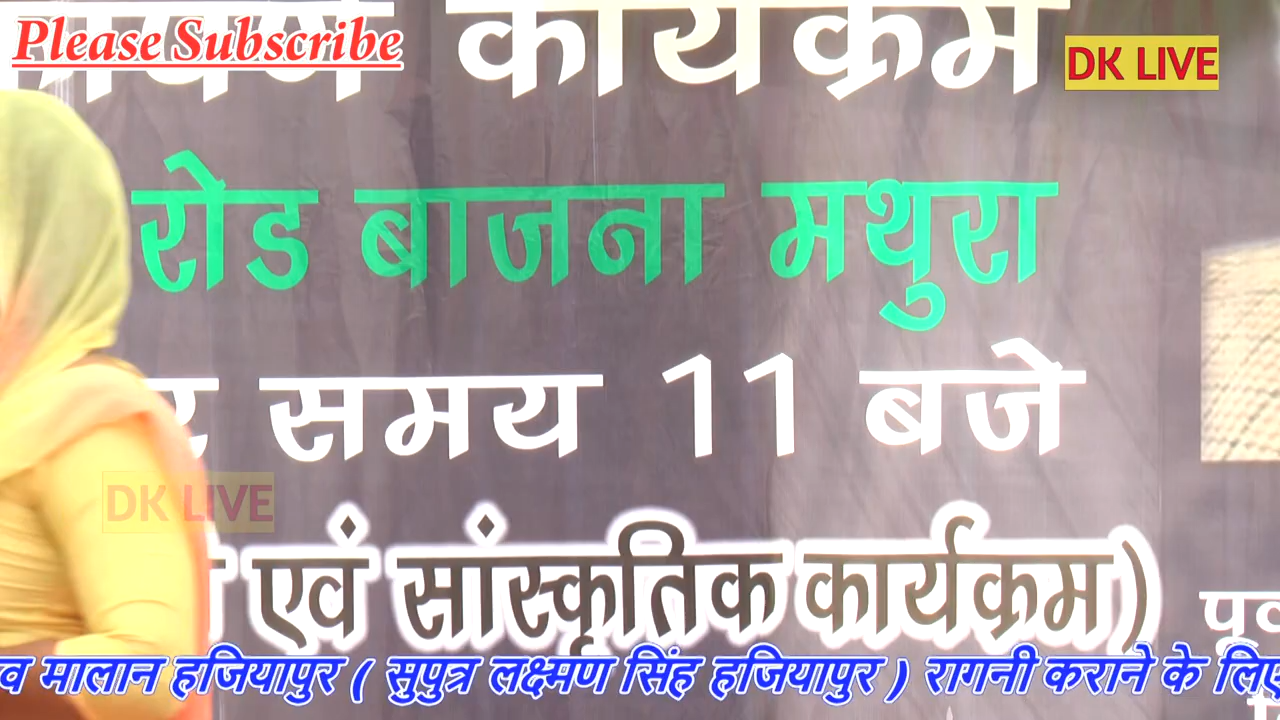 Please Subscribe
कार्यक्रम
DK LIVE
रोड बाजना मथुरा
समय 11 बजे
DK LIVE
एवं सांस्कृतिक कार्यक्रम)
मालान हजियापुर ( सुपुत्र लक्ष्मण सिंह हजियापुर ) रागनी कराने के लिए